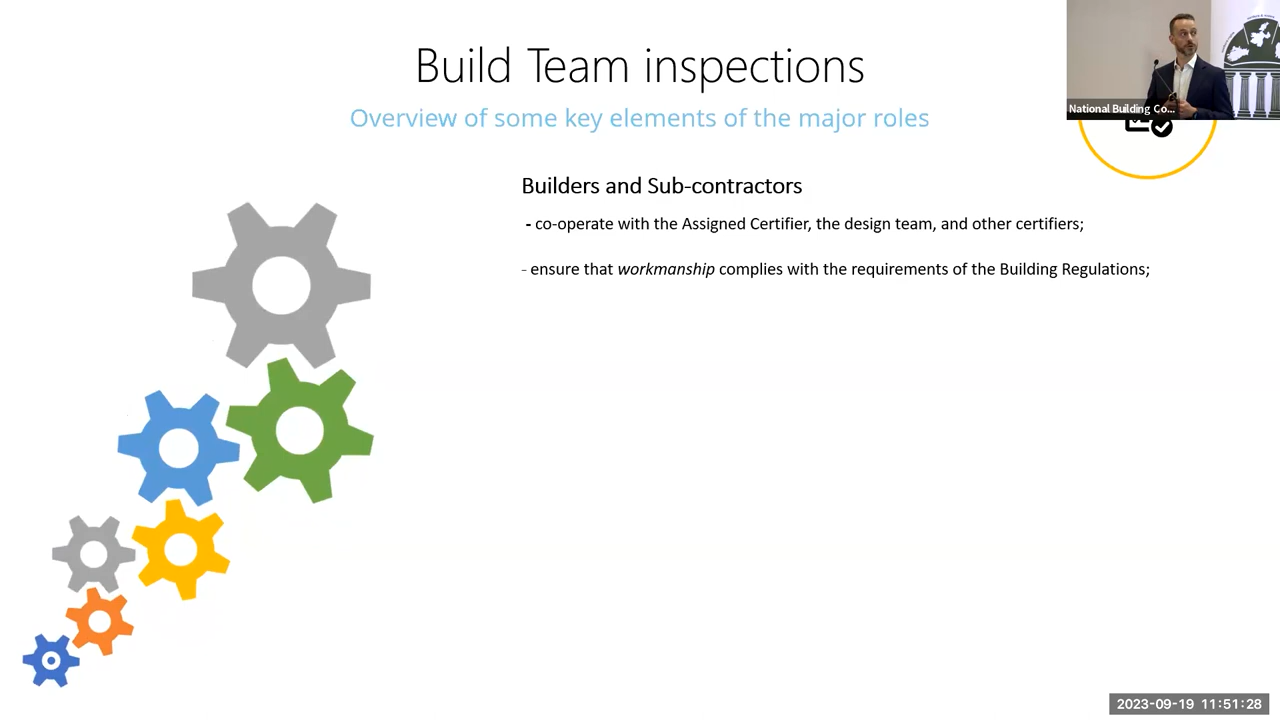 Build Team inspections
Overview of some key elements of the major roles
National Building Co...
Builders and Sub-contractors
- co-operate with the Assigned Certifier, the design team, and other certifiers;
- ensure that workmanship complies with the requirements of the Building Regulations;
2023-09-19 11:51:28